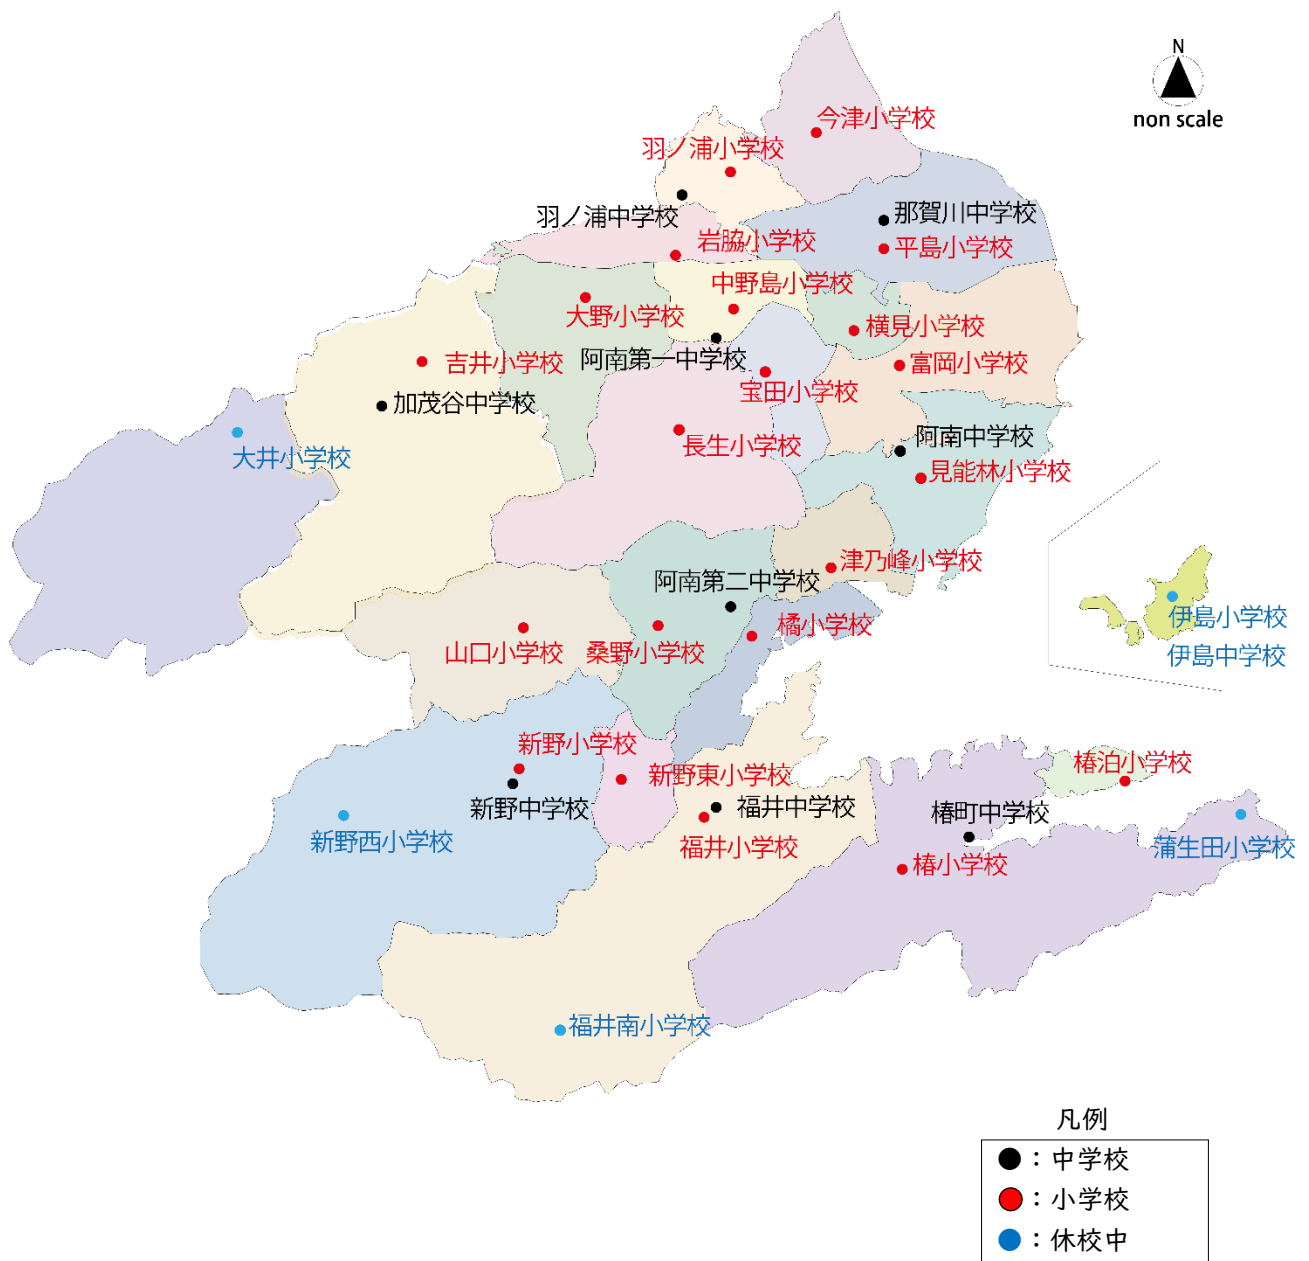 N
non scale
今津小学校
羽ノ浦小学校
羽ノ浦中学校
那賀川中学校
岩脇小学校
平島小学校
中野島小学校
大野小学校
横見小学校
阿南第一中学校
吉井小学校
富岡小学校
宝田小学校
加茂谷中学校
阿南中学校
長生小学校
大井小学校
見能林小学校
津乃峰小学校
阿南第二中学校
伊島小学校
橘小学校
山口小学校
桑野小学校
伊島中学校
新野小学校
新野東小学校
椿泊小学校
新野中学校
福井中学校
椿町中学校
新野西小学校
福井小学校
蒲生田小学校
椿小学校
福井南小学校
凡例
：中学校
：小学校
：休校中